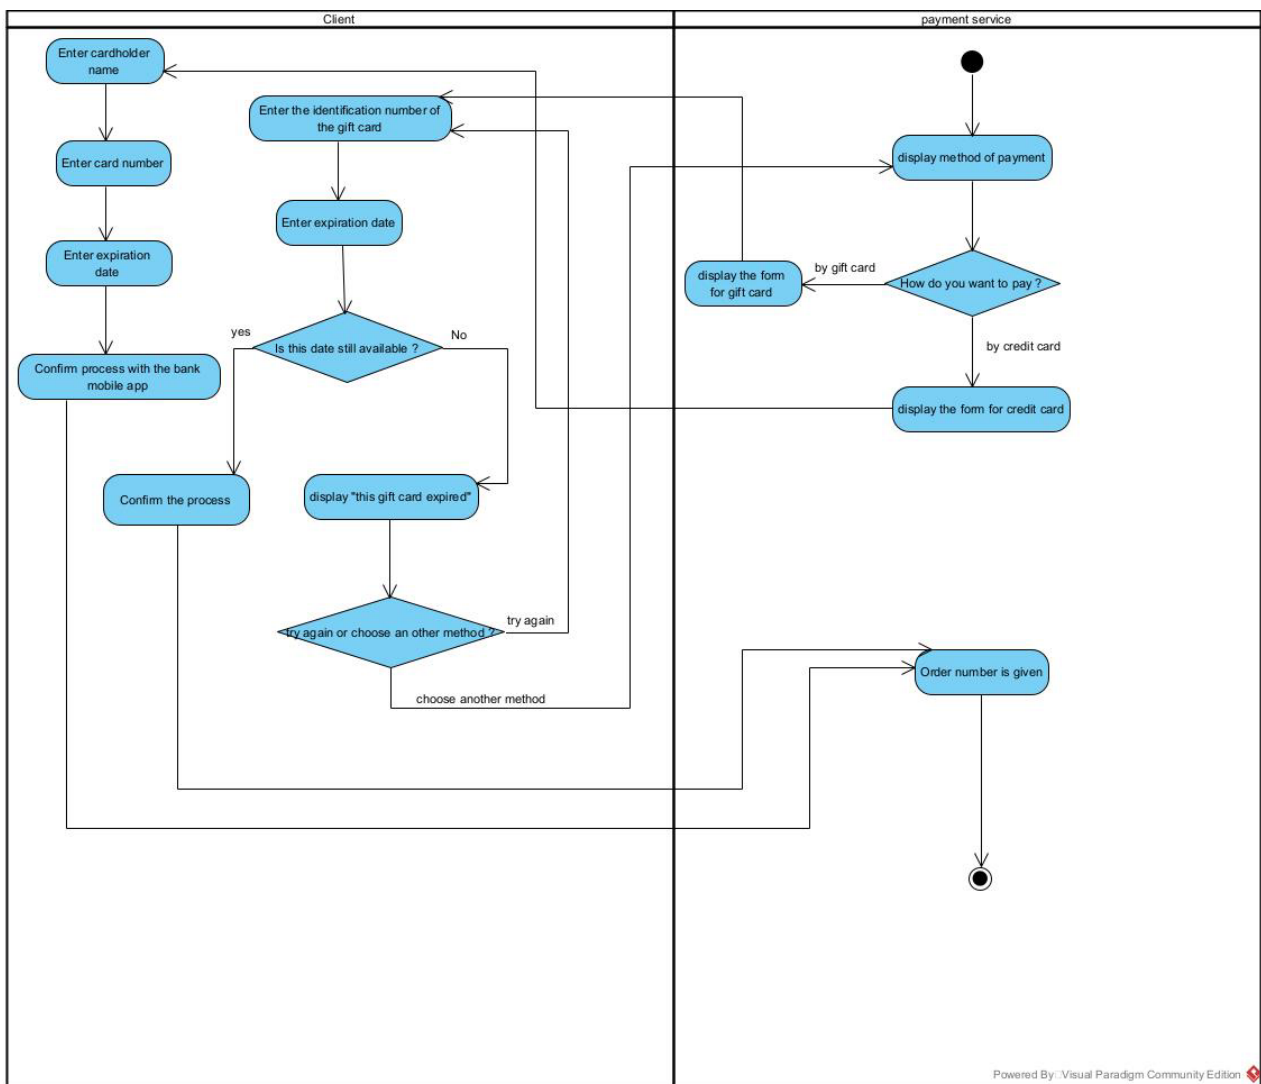 Client
payment service
Enter cardholder
name
Enter the identification number of
the gift card
Enter card number
display method of payment
Enter expiration date
Enter expiration
date
by gift card
display the form
for gift card
How do you want to pay ?
yes
No
Is this date still available ?
by credit card
Confirm process with the bank
mobile app
display the form for credit card
Confirm the process
display "this gift card expired"
try again
try again or choose an other method ?
Order number is given
choose another method
Powered By Visual Paradigm Community Edition